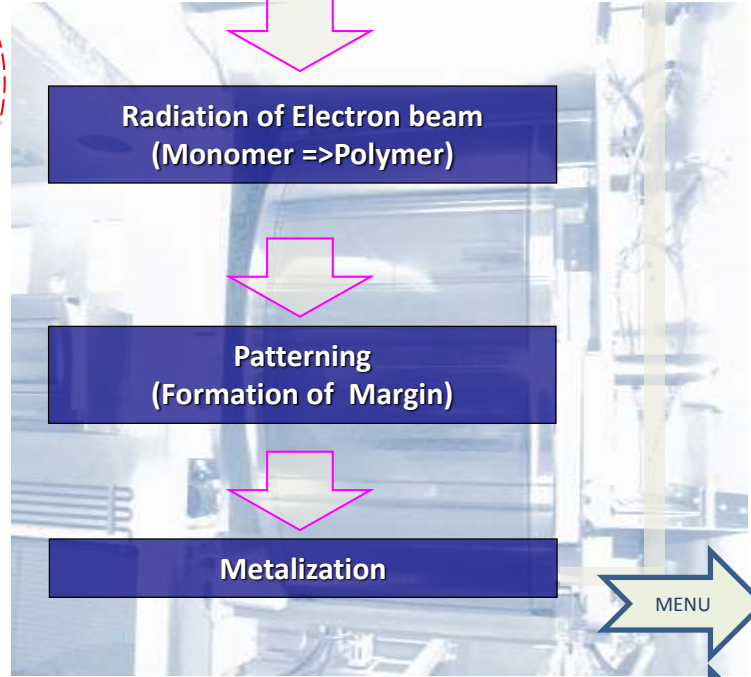 Radiation of Electron beam
(Monomer =>Polymer)
Patterning
(Formation of  Margin)
Metalization
MENU